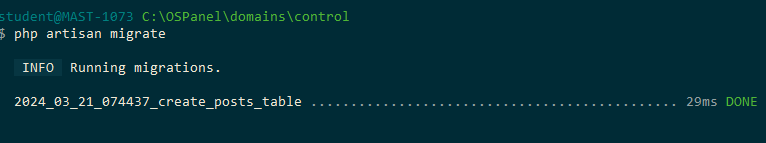 student@MAST-1073 C:\OSPanel\domains\control
$ php artisan migrate
INFO Running migrations.
2024_03_21_074437_create_posts_table .............................................. 29ms DONE